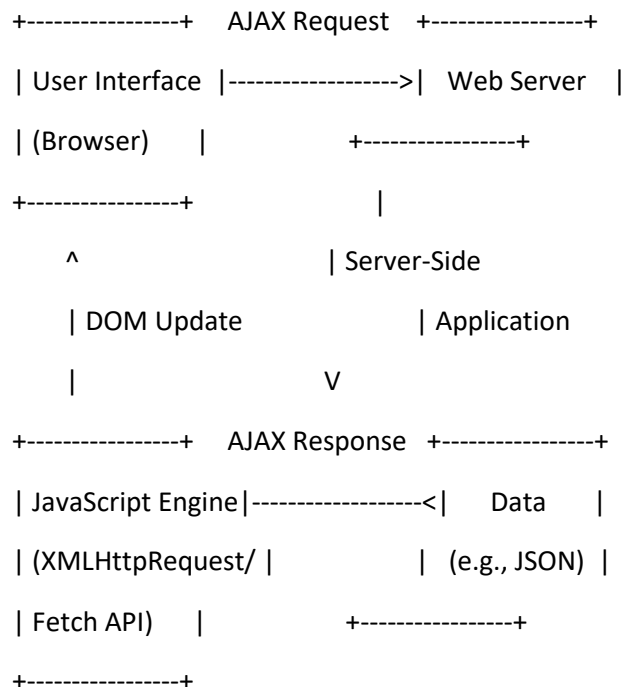 +-----------------+ AJAX Request +-----------------+
| User Interface |------------------->| Web Server |
| (Browser) | +-----------------+
+-----------------+ |
^ | Server-Side
| DOM Update | Application
| V
+-----------------+ AJAX Response +-----------------+
| JavaScript Engine|-------------------<| Data |
| (XMLHttpRequest/ | | (e.g., JSON) |
| Fetch API) | +-----------------+
+-----------------+